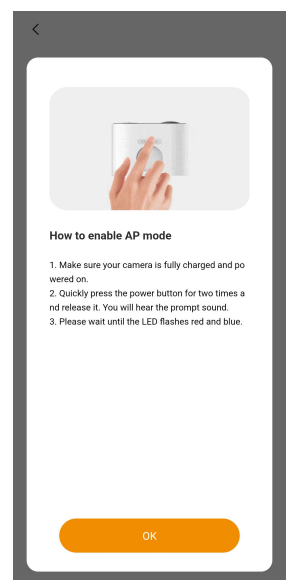 How to enable AP mode
1. Make sure your camera is fully charged and po
wered on.
2. Quickly press the power button for two times a
nd release it. You will hear the prompt sound.
3. Please wait until the LED flashes red and blue.
OK